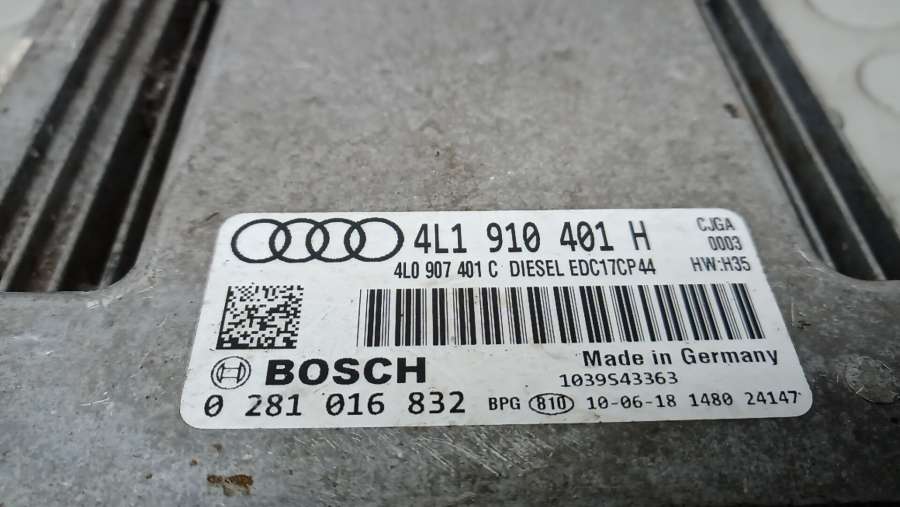 4L1 910 401 H CJGA
0003
4L0 907 401 C DIESEL EDC17CP44 HW:H35
Made in Germany
BOSCH
1039S43363
0 281 016 832 BPG 810 10-06-18 1480 24147